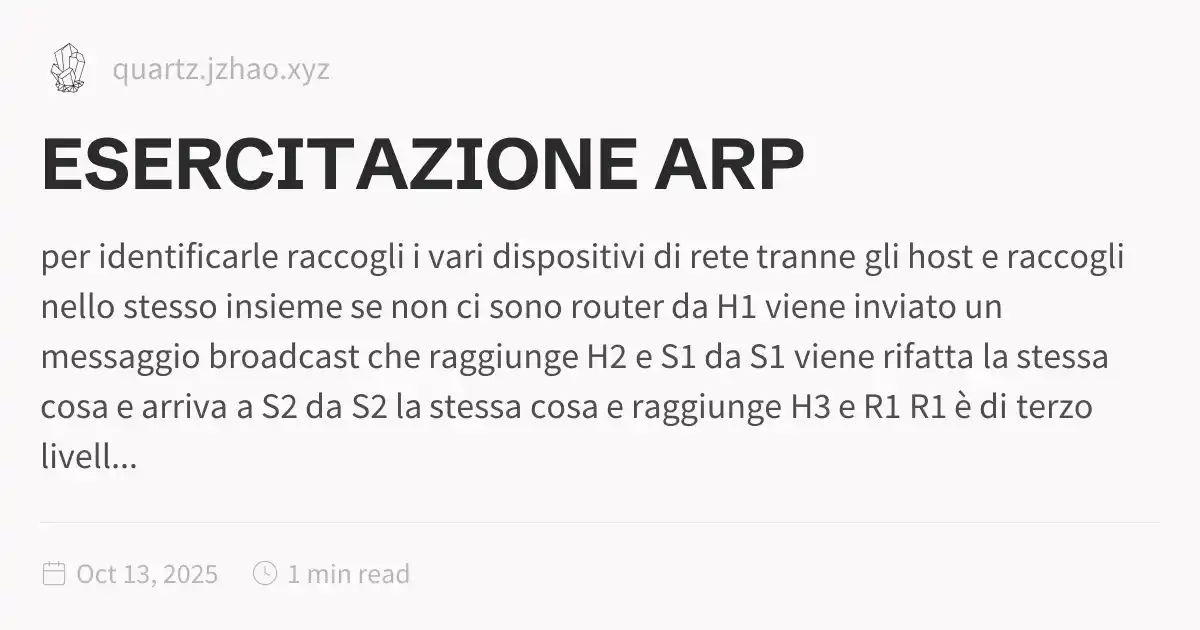 quartz.jzhao.xyz
ESERCITAZIONE ARP
per identificarle raccogli i vari dispositivi di rete tranne gli host e raccogli
nello stesso insieme se non ci sono router da H1 viene inviato un
messaggio broadcast che raggiunge H2 e S1 da S1 viene rifatta la stessa
cosa e arriva a S2 da S2 la stessa cosa e raggiunge H3 e R1 R1 è di terzo
livell...
Oct 13, 2025 1 min read